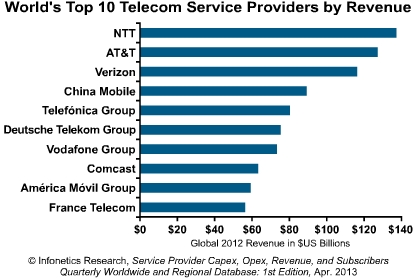 World's Top 10 Telecom Service Providers by Revenue
NTT
AT&T
Verizon
China Mobile
Telefónica Group
Deutsche Telekom Group
Vodafone Group
Comcast
América Móvil Group
France Telecom
$0 $20 $40 $60 $80 $100 $120 $140
Global 2012 Revenue in $US Billions
© Infonetics Research, Service Provider Capex, Opex, Revenue, and Subscribers
Quarterly Worldwide and Regional Database: 1st Edition, Apr. 2013